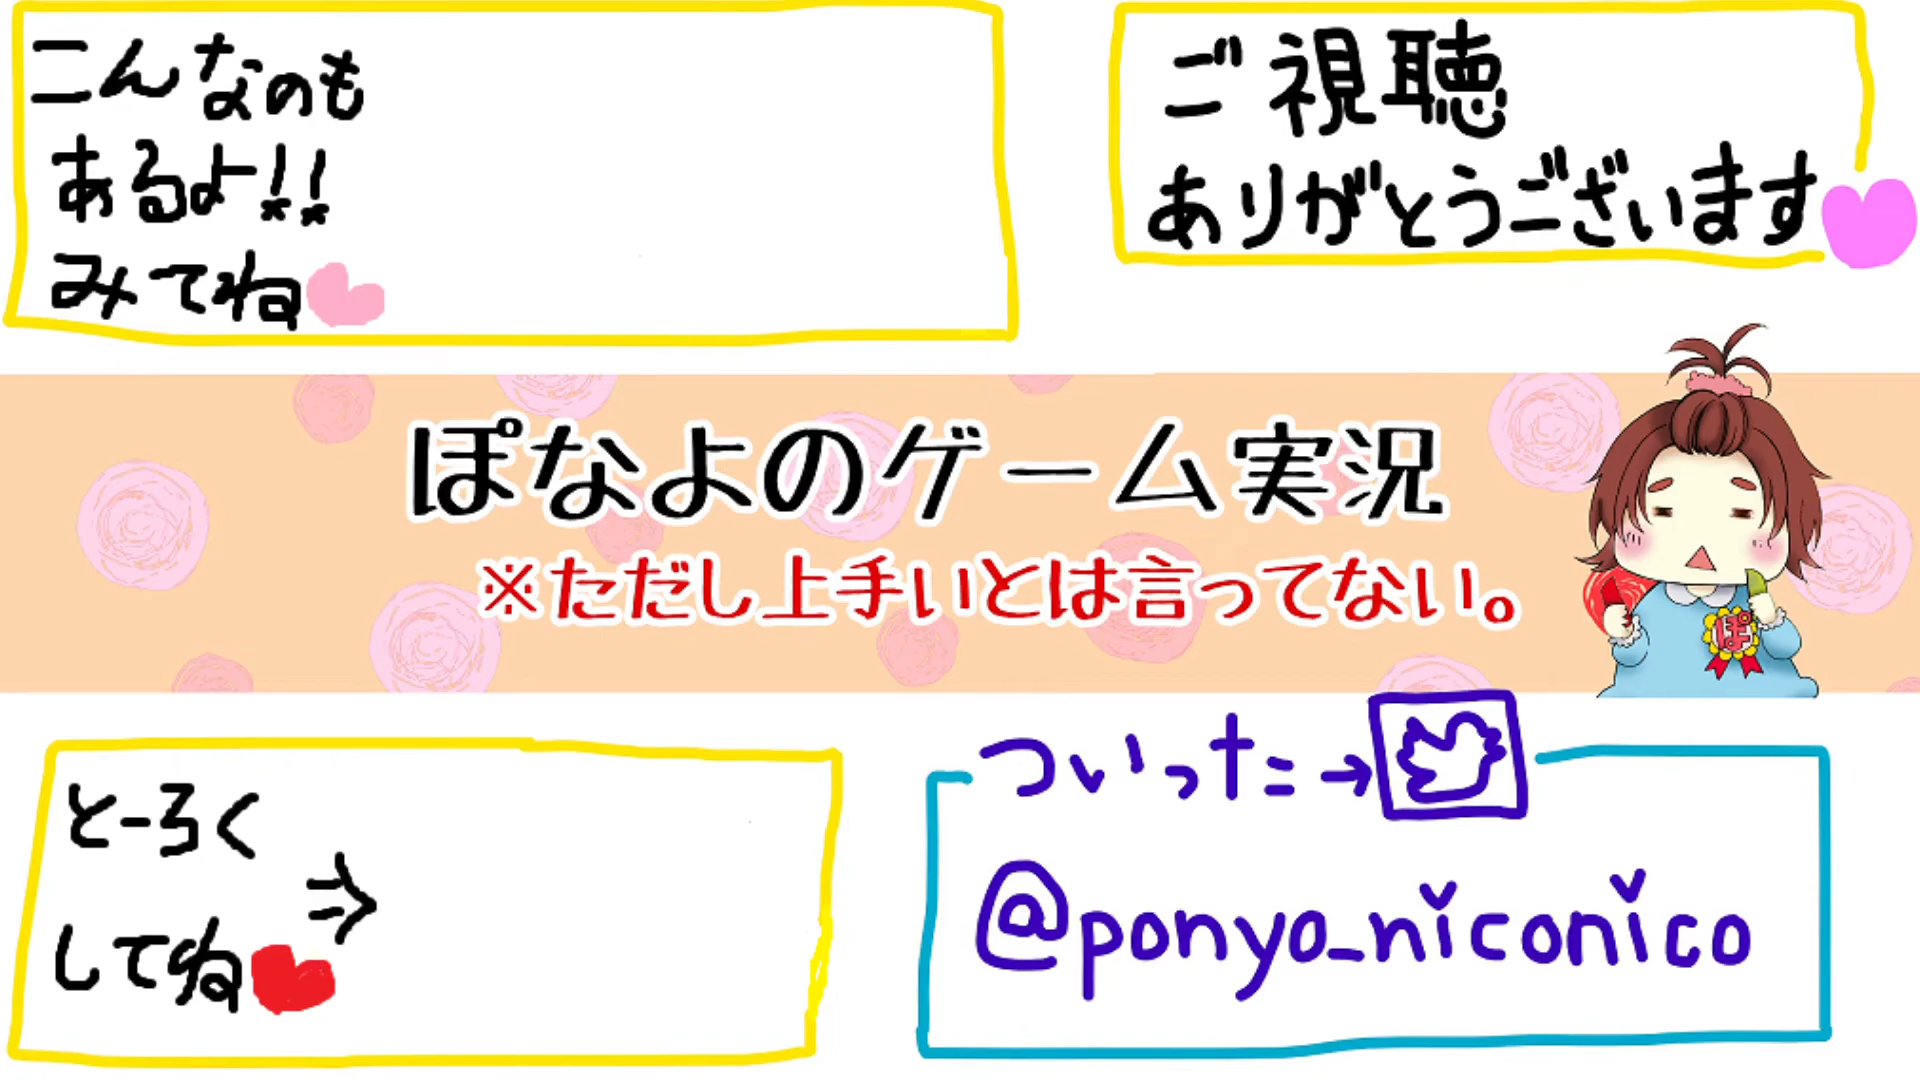 こんなのも
あるよ!!
みてね
ご視聴
ありがとうございます
ぽなよのゲーム実況
※ただし上手いとは言ってない。
ぽ
とーろく
してね
ついった→
@ponyo_niconico